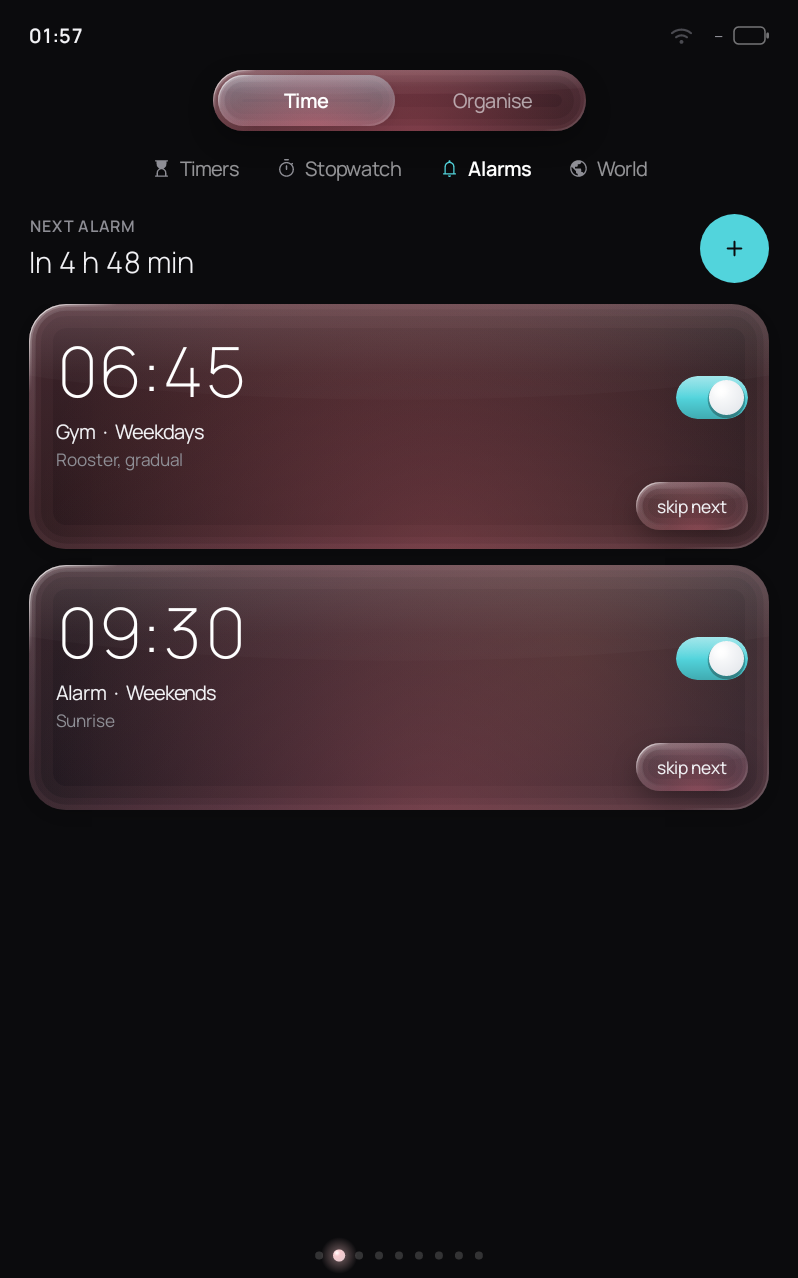 01:57
–
Time Organise
Timers Stopwatch Alarms World
NEXT ALARM
In 4 h 48 min
+
06:45
Gym · Weekdays
Rooster, gradual
skip next
09:30
Alarm · Weekends
Sunrise
skip next